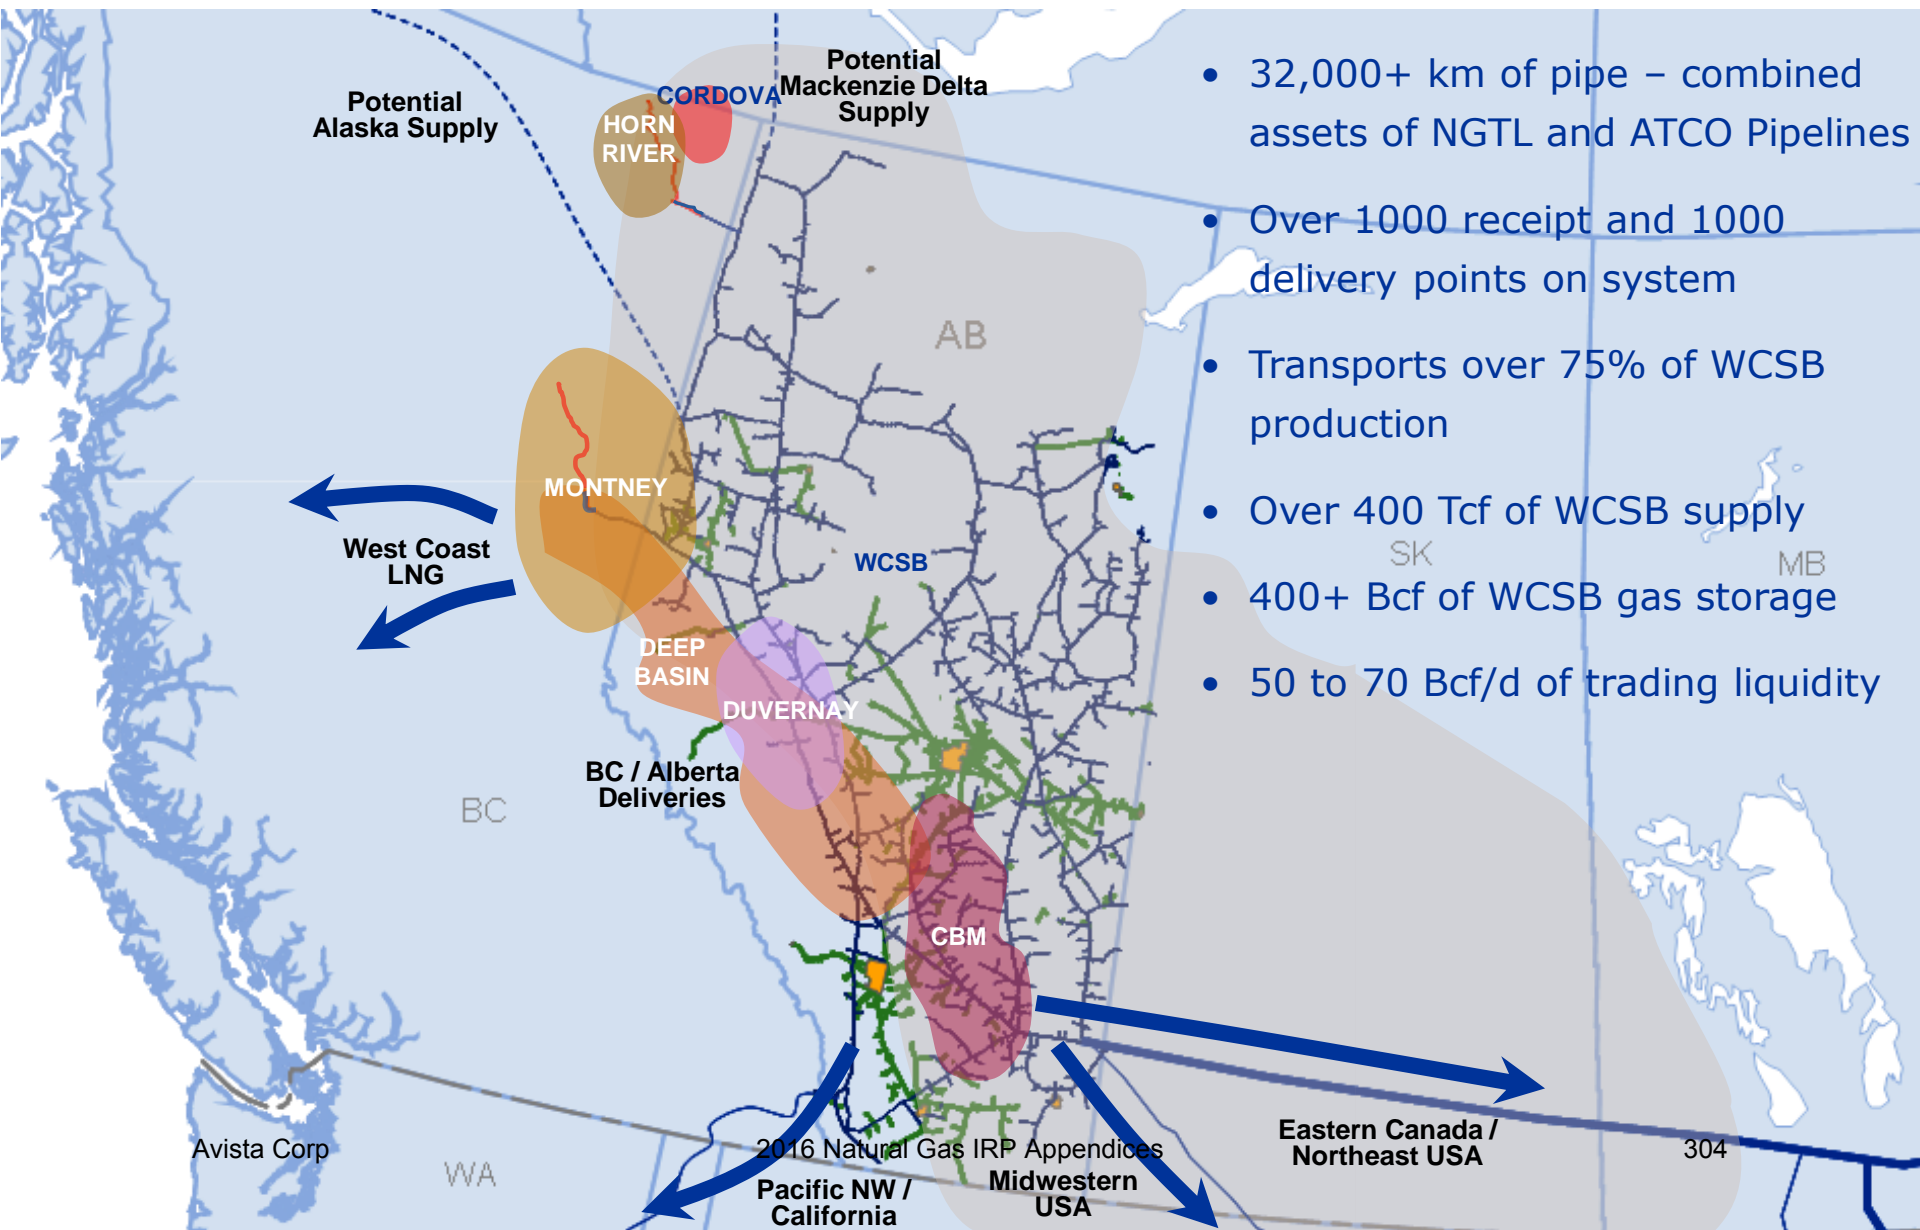 Potential
Alaska Supply
CORDOVA
HORN
RIVER
Potential
Mackenzie Delta
Supply
• 32,000+ km of pipe – combined
assets of NGTL and ATCO Pipelines
• Over 1000 receipt and 1000
delivery points on system
• Transports over 75% of WCSB
production
• Over 400 Tcf of WCSB supply
• 400+ Bcf of WCSB gas storage
• 50 to 70 Bcf/d of trading liquidity
AB
SK
MB
MONTNEY
West Coast
LNG
WCSB
DEEP
BASIN
DUVERNAY
BC / Alberta
Deliveries
BC
CBM
Eastern Canada /
Northeast USA
Avista Corp
2016 Natural Gas IRP Appendices
304
WA
Pacific NW /
California
Midwestern
USA